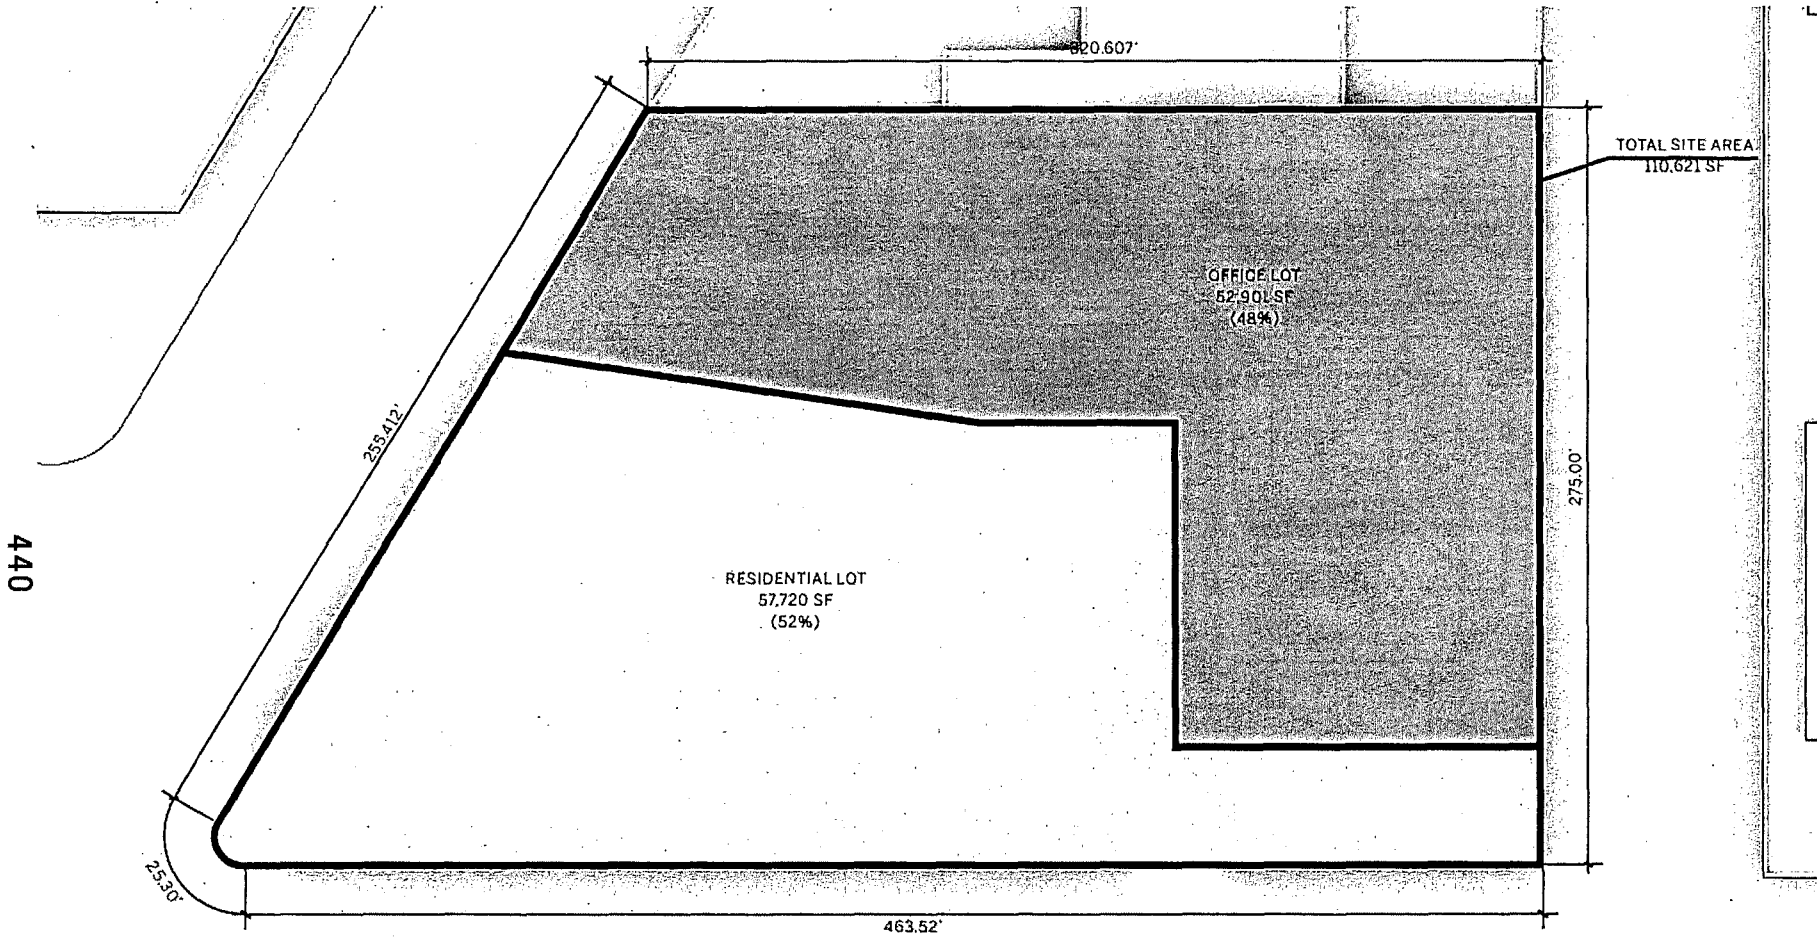 320.607'
TOTAL SITE AREA
110,621 SF
OFFICE LOT
52,901 SF
(48%)
255.412'
275.00'
440
RESIDENTIAL LOT
57,720 SF
(52%)
25.30'
463.52'